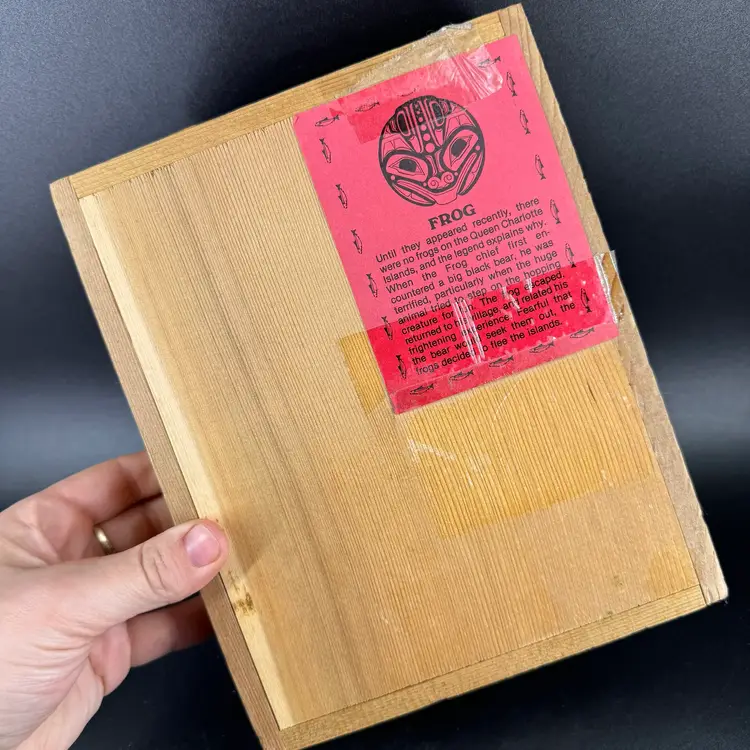 FROG
Until they appeared recently, there
were no frogs on the Queen Charlotte
Islands, and the legend explains why.
When the Frog chief first en-
countered a big black bear, he was
terrified, particularly when the huge
animal tried to step on the hopping
creature for The frog escaped,
returned to his village, and related his
frightening experience. Fearful that
the bear would seek them out, the
frogs decided to flee the islands.